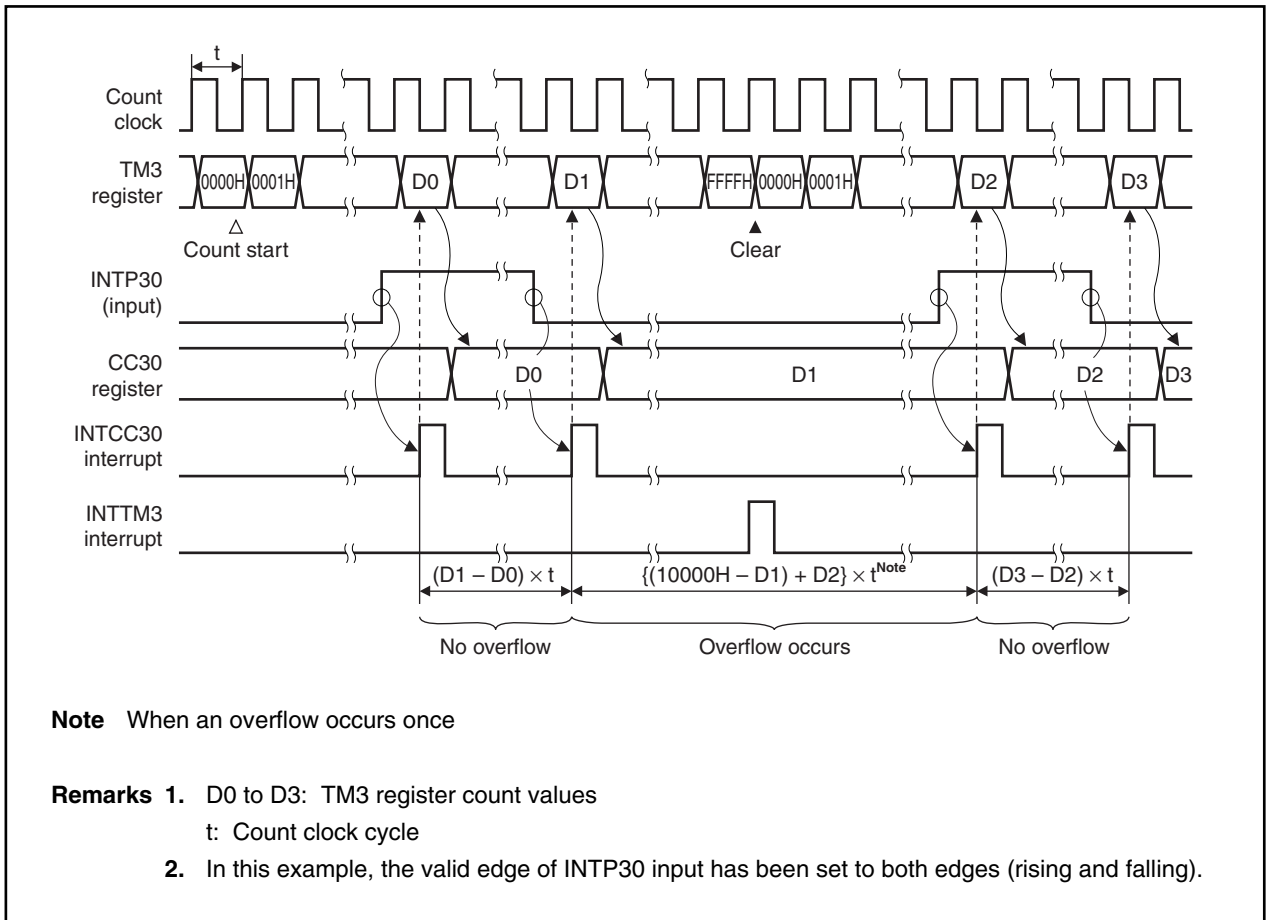 t
Count
clock
TM3
register
0000H 0001H D0 D1 FFFFH 0000H 0001H D2 D3
Count start
Clear
INTP30
(input)
CC30
register
D0 D1 D2 D3
INTCC30
interrupt
INTTM3
interrupt
(D1 – D0) × t {(10000H – D1) + D2} × tNote (D3 – D2) × t
No overflow Overflow occurs No overflow
Note When an overflow occurs once
Remarks 1. D0 to D3: TM3 register count values
t: Count clock cycle
2. In this example, the valid edge of INTP30 input has been set to both edges (rising and falling).